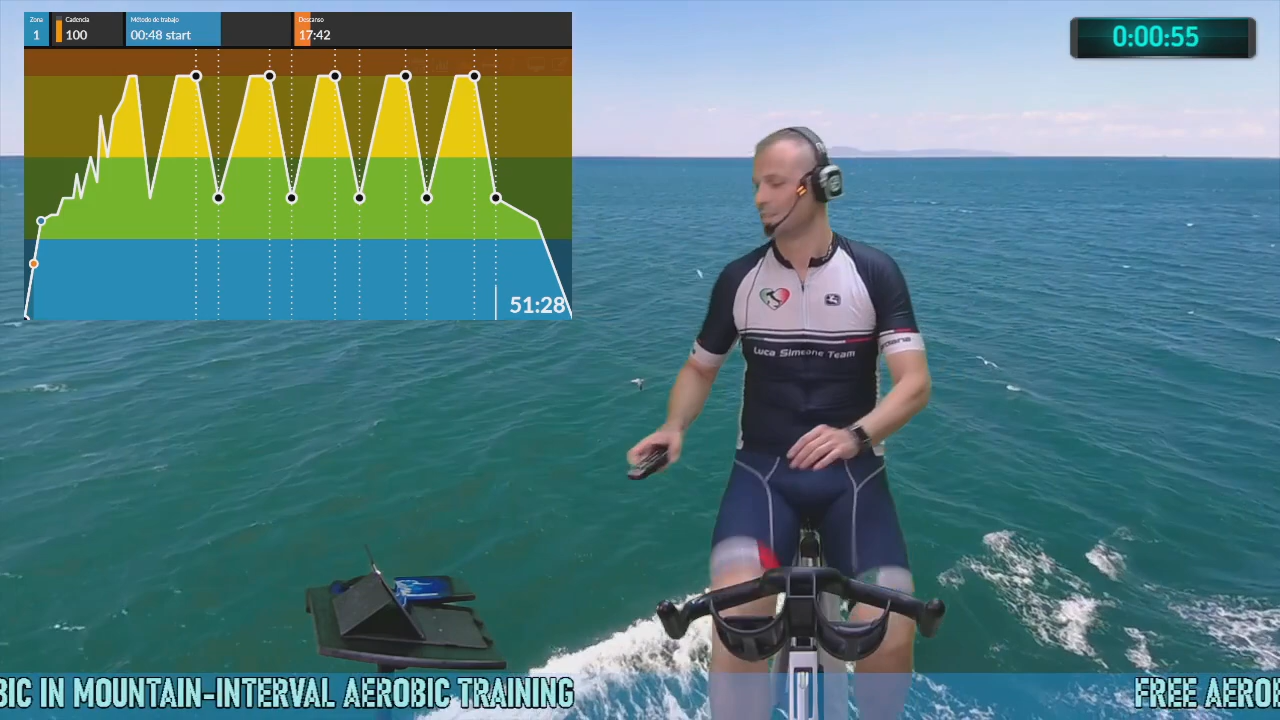 Zona
1
Cadencia
100
Método de trabajo
00:48 start
Descanso
17:42
0:00:55
51:28
Luca Simeone Team
BIC IN MOUNTAIN-INTERVAL AEROBIC TRAINING
FREE AEROB